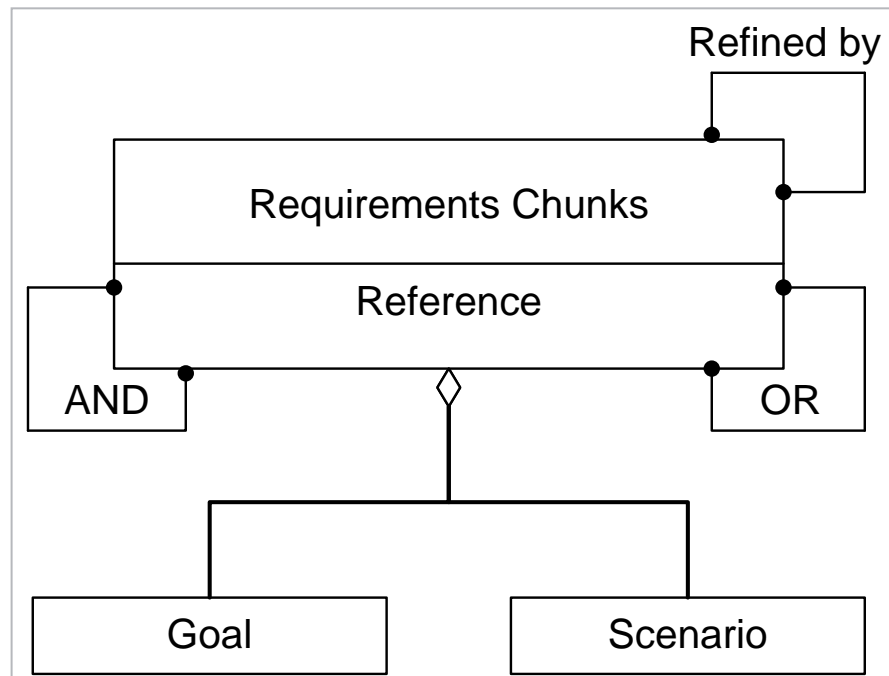 Refined by
Requirements Chunks
Reference
AND
OR
Goal
Scenario